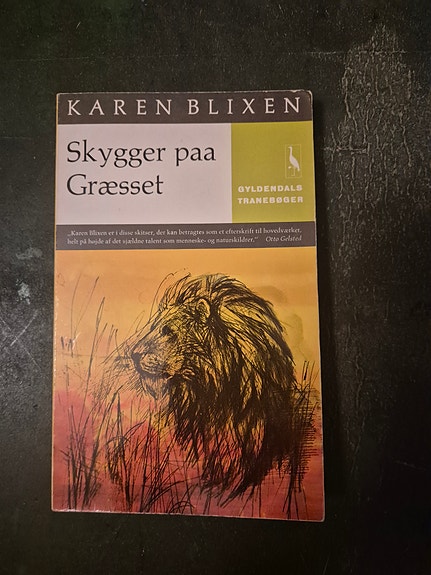 KAREN BLIXEN
Skygger paa
Græsset
GYLDENDALS
TRANEBØGER
„Karen Blixen er i disse skitser, der kan betragtes som et efterskrift til hovedværket,
helt på højde af det sjældne talent som menneske- og naturskildrer.” Otto Gelsted